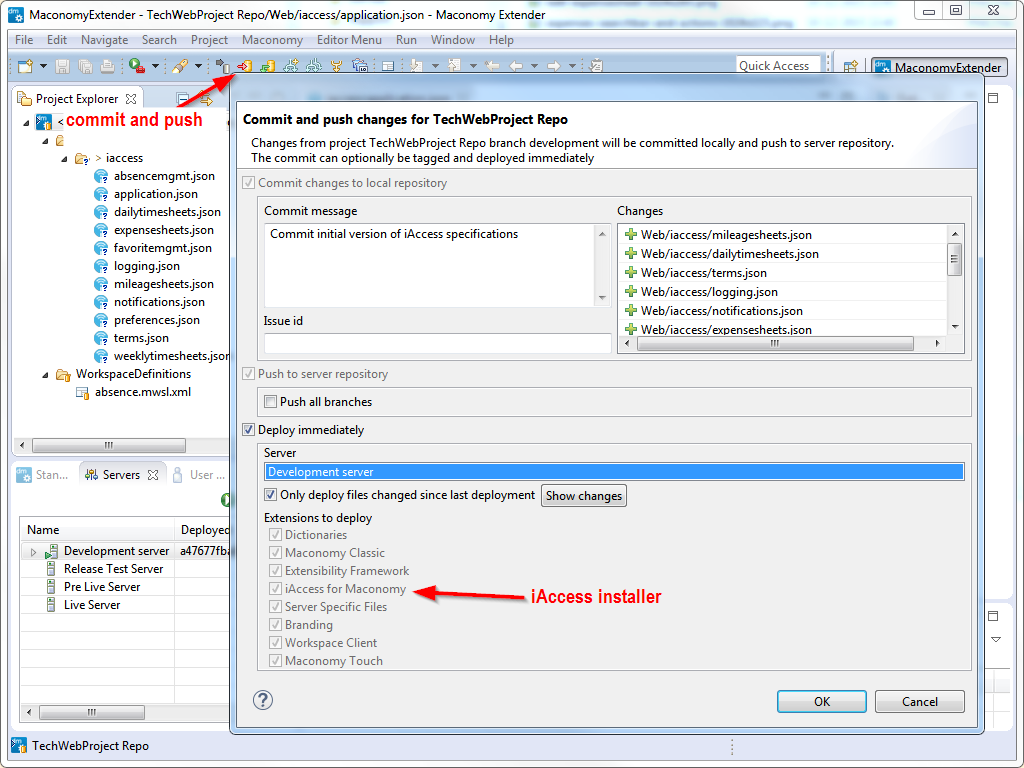 MaconomyExtender - TechWebProject Repo/Web/iaccess/application.json - Maconomy Extender
File Edit Navigate Search Project Maconomy Editor Menu Run Window Help
Quick Access
MaconomyExtender
Project Explorer
commit and push
> iaccess
absencemgmt.json
application.json
dailytimesheets.json
expensesheets.json
favoritemgmt.json
logging.json
mileagesheets.json
notifications.json
preferences.json
terms.json
weeklytimesheets.json
WorkspaceDefinitions
absence.mwsl.xml
Stan...
Servers
User ...
Name
Deployed
Development server
a47677fba
Release Test Server
Pre Live Server
Live Server
TechWebProject Repo
Commit and push changes for TechWebProject Repo
Changes from project TechWebProject Repo branch development will be committed locally and push to server repository.
The commit can optionally be tagged and deployed immediately
Commit changes to local repository
Commit message
Commit initial version of iAccess specifications
Issue id
Changes
Web/iaccess/mileagesheets.json
Web/iaccess/dailytimesheets.json
Web/iaccess/terms.json
Web/iaccess/logging.json
Web/iaccess/notifications.json
Web/iaccess/expensesheets.json
Push to server repository
Push all branches
Deploy immediately
Server
Development server
Only deploy files changed since last deployment
Show changes
Extensions to deploy
Dictionaries
Maconomy Classic
Extensibility Framework
iAccess for Maconomy
iAccess installer
Server Specific Files
Branding
Workspace Client
Maconomy Touch
OK
Cancel